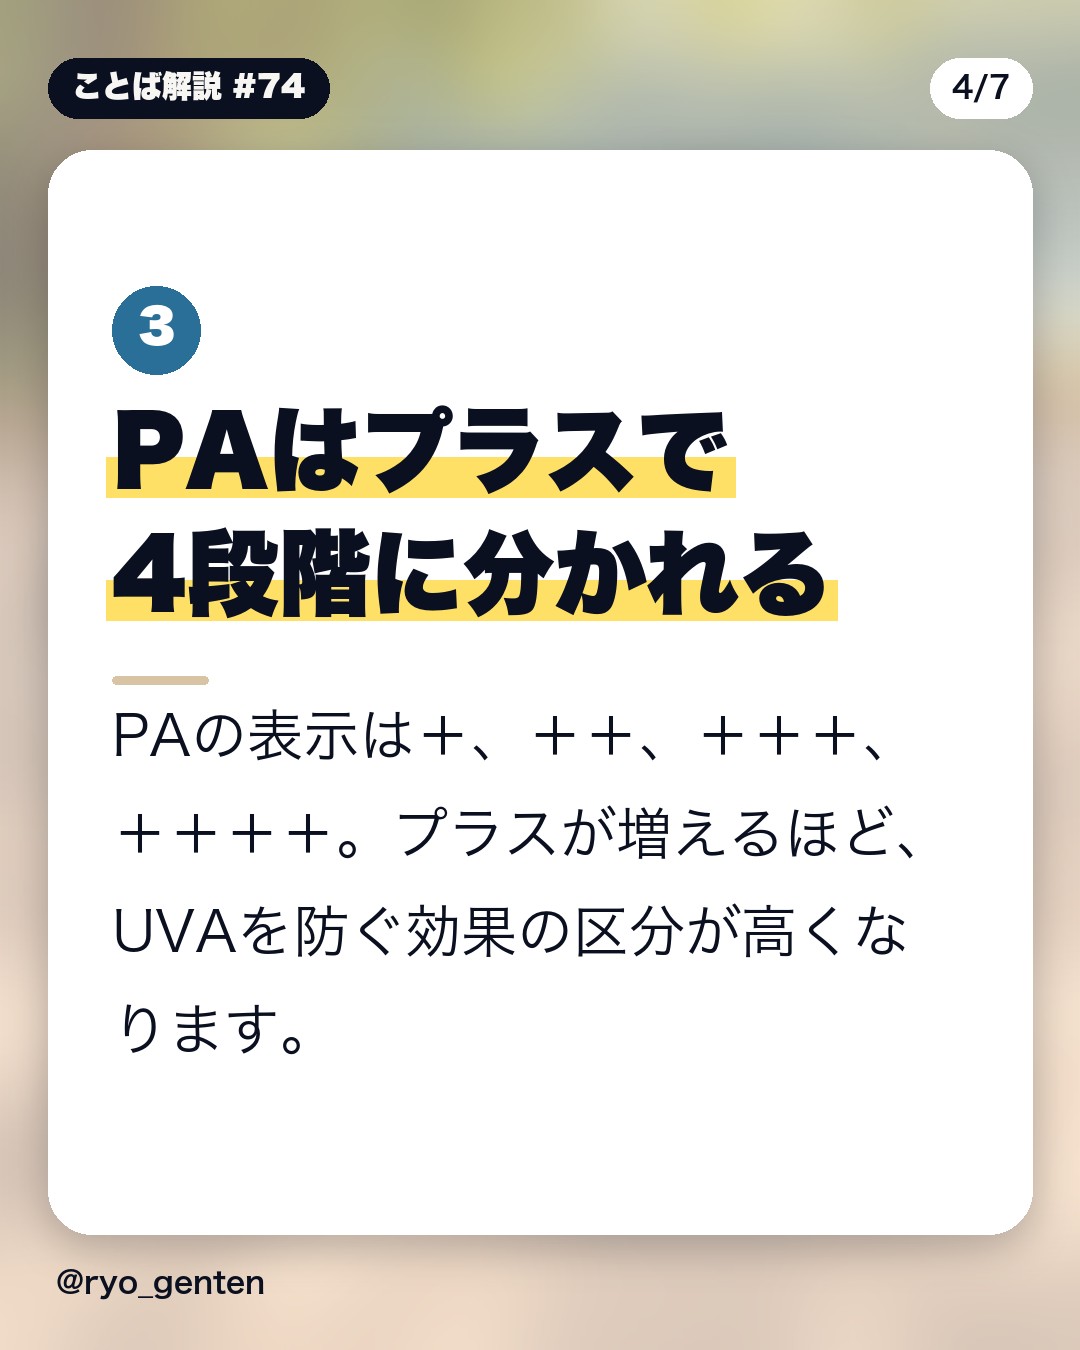 ことば解説 #74
4/7
3
PAはプラスで
4段階に分かれる
PAの表示は＋、＋＋、＋＋＋、
＋＋＋＋。プラスが増えるほど、
UVAを防ぐ効果の区分が高くな
ります。
@ryo_genten